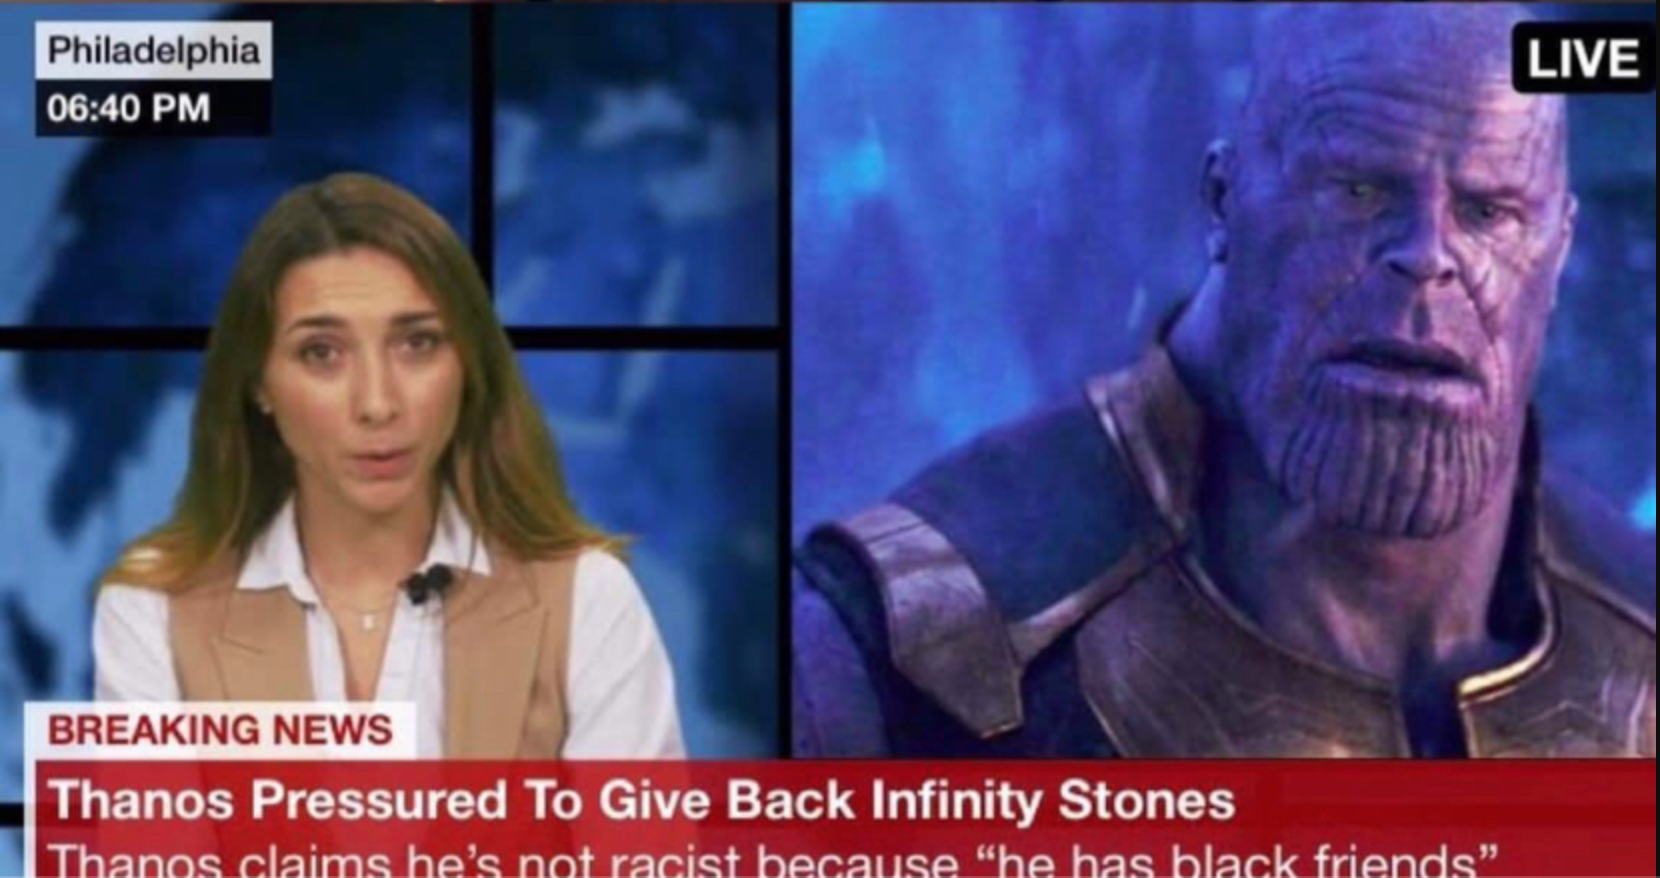 Philadelphia
06:40 PM
LIVE
BREAKING NEWS
Thanos Pressured To Give Back Infinity Stones
Thanos claims he's not racist because “he has black friends”